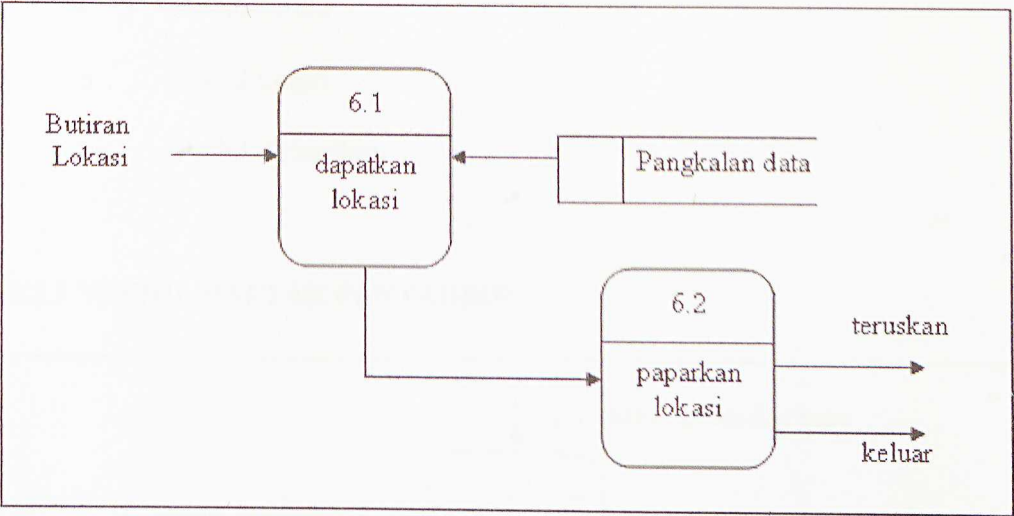 Butiran
Lokasi
6.1
dapatkan
lokasi
Pangkalan data
6.2
paparkan
lokasi
teruskan
keluar